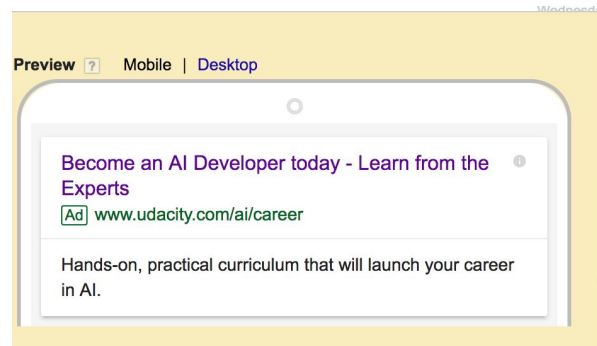 Wednesd
Preview ? Mobile | Desktop
Become an AI Developer today - Learn from the
Experts
Ad www.udacity.com/ai/career
Hands-on, practical curriculum that will launch your career
in AI.